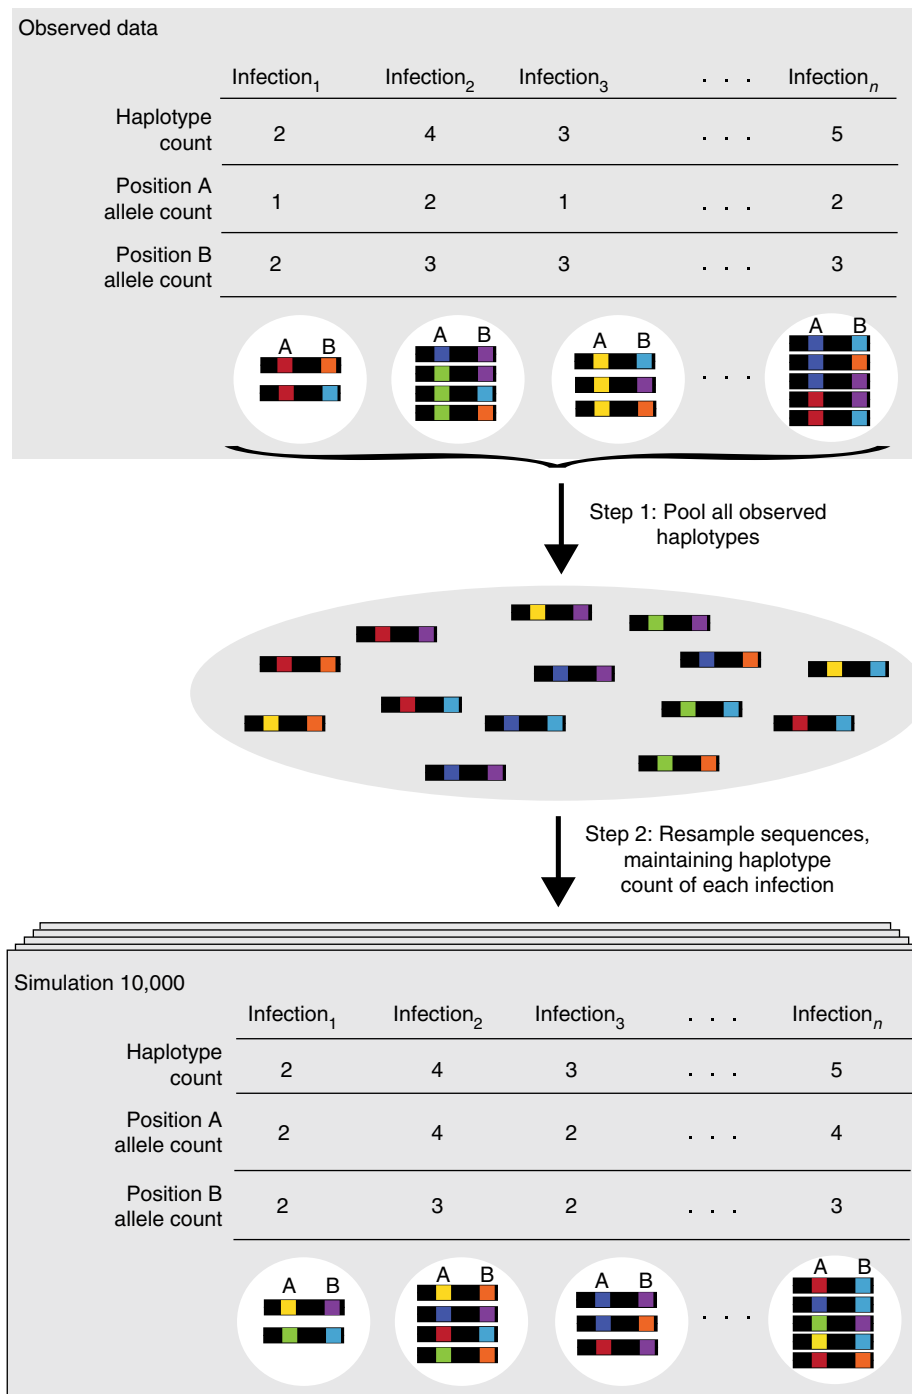 Observed data
Infection1 Infection2 Infection3 . . . Infectionn
Haplotype
count 2 4 3 . . . 5
Position A
allele count 1 2 1 . . . 2
Position B
allele count 2 3 3 . . . 3
A B A B A B A B
. . .
Step 1: Pool all observed
haplotypes
Step 2: Resample sequences,
maintaining haplotype
count of each infection
Simulation 10,000
Infection1 Infection2 Infection3 . . . Infectionn
Haplotype
count 2 4 3 . . . 5
Position A
allele count 2 4 2 . . . 4
Position B
allele count 2 3 2 . . . 3
A B A B A B A B
. . .